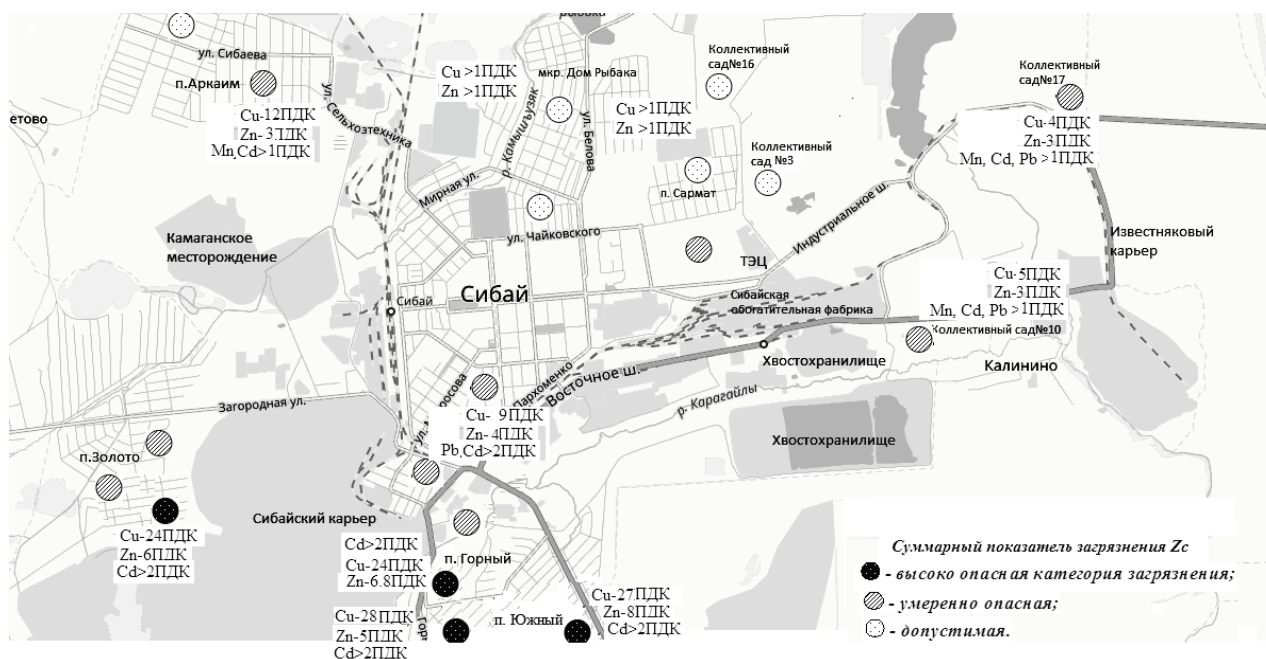 рыбозка
ул. Сибаева
п.Аркаим
етово
Cu-12ПДК
Zn-3ПДК
Mn,Cd>1ПДК
ул. Сельхозтехника
Cu >1ПДК
Zn >1ПДК
мкр. Дом Рыбака
р. Камышъузяк
ул. Белова
Мирная ул.
Коллективный
сад№16
Cu >1ПДК
Zn >1ПДК
Коллективный
сад №3
п. Сармат
Коллективный
сад№17
Cu-4ПДК
Zn-3ПДК
Mn, Cd, Pb >1ПДК
Камаганское
месторождение
ул. Чайковского
Индустриальное ш.
ТЭЦ
Известняковый
карьер
Сибай
Сибай
Сибайская
обогатительная фабрика
Cu-5ПДК
Zn-3ПДК
Mn, Cd, Pb >1ПДК
Коллективный сад№10
Хвостохранилище
Калинино
Восточное ш.
р. Карагайлы
Загородная ул.
Cu- 9ПДК
Zn-4ПДК
Pb,Cd>2ПДК
Хвостохранилище
п.Золото
Cu-24ПДК
Zn-6ПДК
Cd>2ПДК
Сибайский карьер
Cd>2ПДК
Cu-24ПДК
Zn-6.8ПДК
п. Горный
Cu-28ПДК
Zn-5ПДК
Cd>2ПДК
п. Южный
Cu-27ПДК
Zn-8ПДК
Cd>2ПДК
Суммарный показатель загрязнения Zc
- высоко опасная категория загрязнения;
- умеренно опасная;
- допустимая.